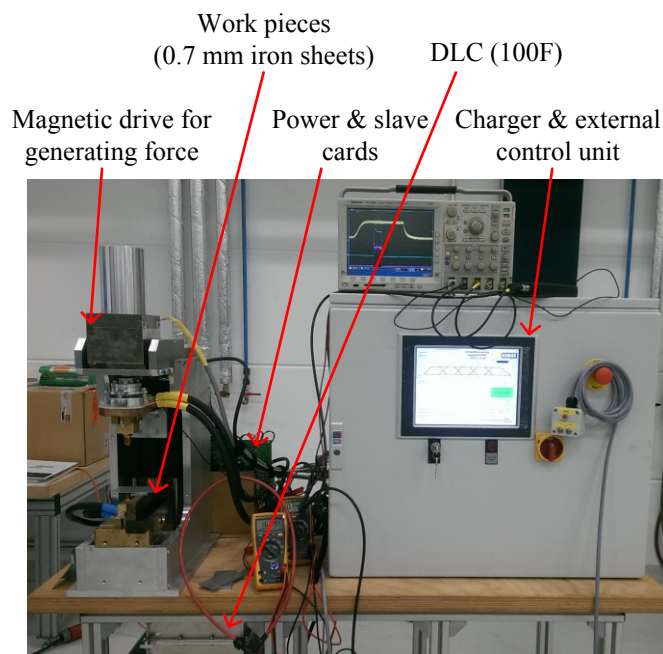 Work pieces
(0.7 mm iron sheets)
DLC (100F)
Magnetic drive for
generating force
Power & slave
cards
Charger & external
control unit